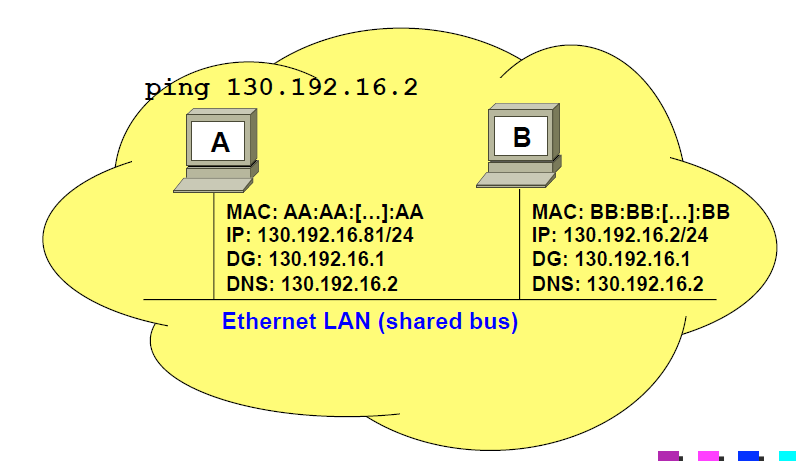 ping 130.192.16.2
A
B
MAC: AA:AA:[…]:AA
IP: 130.192.16.81/24
DG: 130.192.16.1
DNS: 130.192.16.2
MAC: BB:BB:[…]:BB
IP: 130.192.16.2/24
DG: 130.192.16.1
DNS: 130.192.16.2
Ethernet LAN (shared bus)